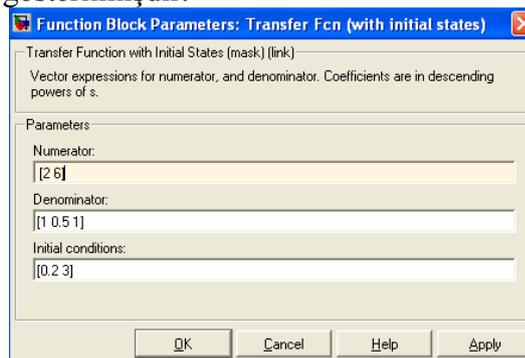 Function Block Parameters: Transfer Fcn (with initial states)
Transfer Function with Initial States (mask) (link)
Vector expressions for numerator, and denominator. Coefficients are in descending
powers of s.
Parameters
Numerator:
[2 6]
Denominator:
[1 0.5 1]
Initial conditions:
[0.2 3]
OK Cancel Help Apply